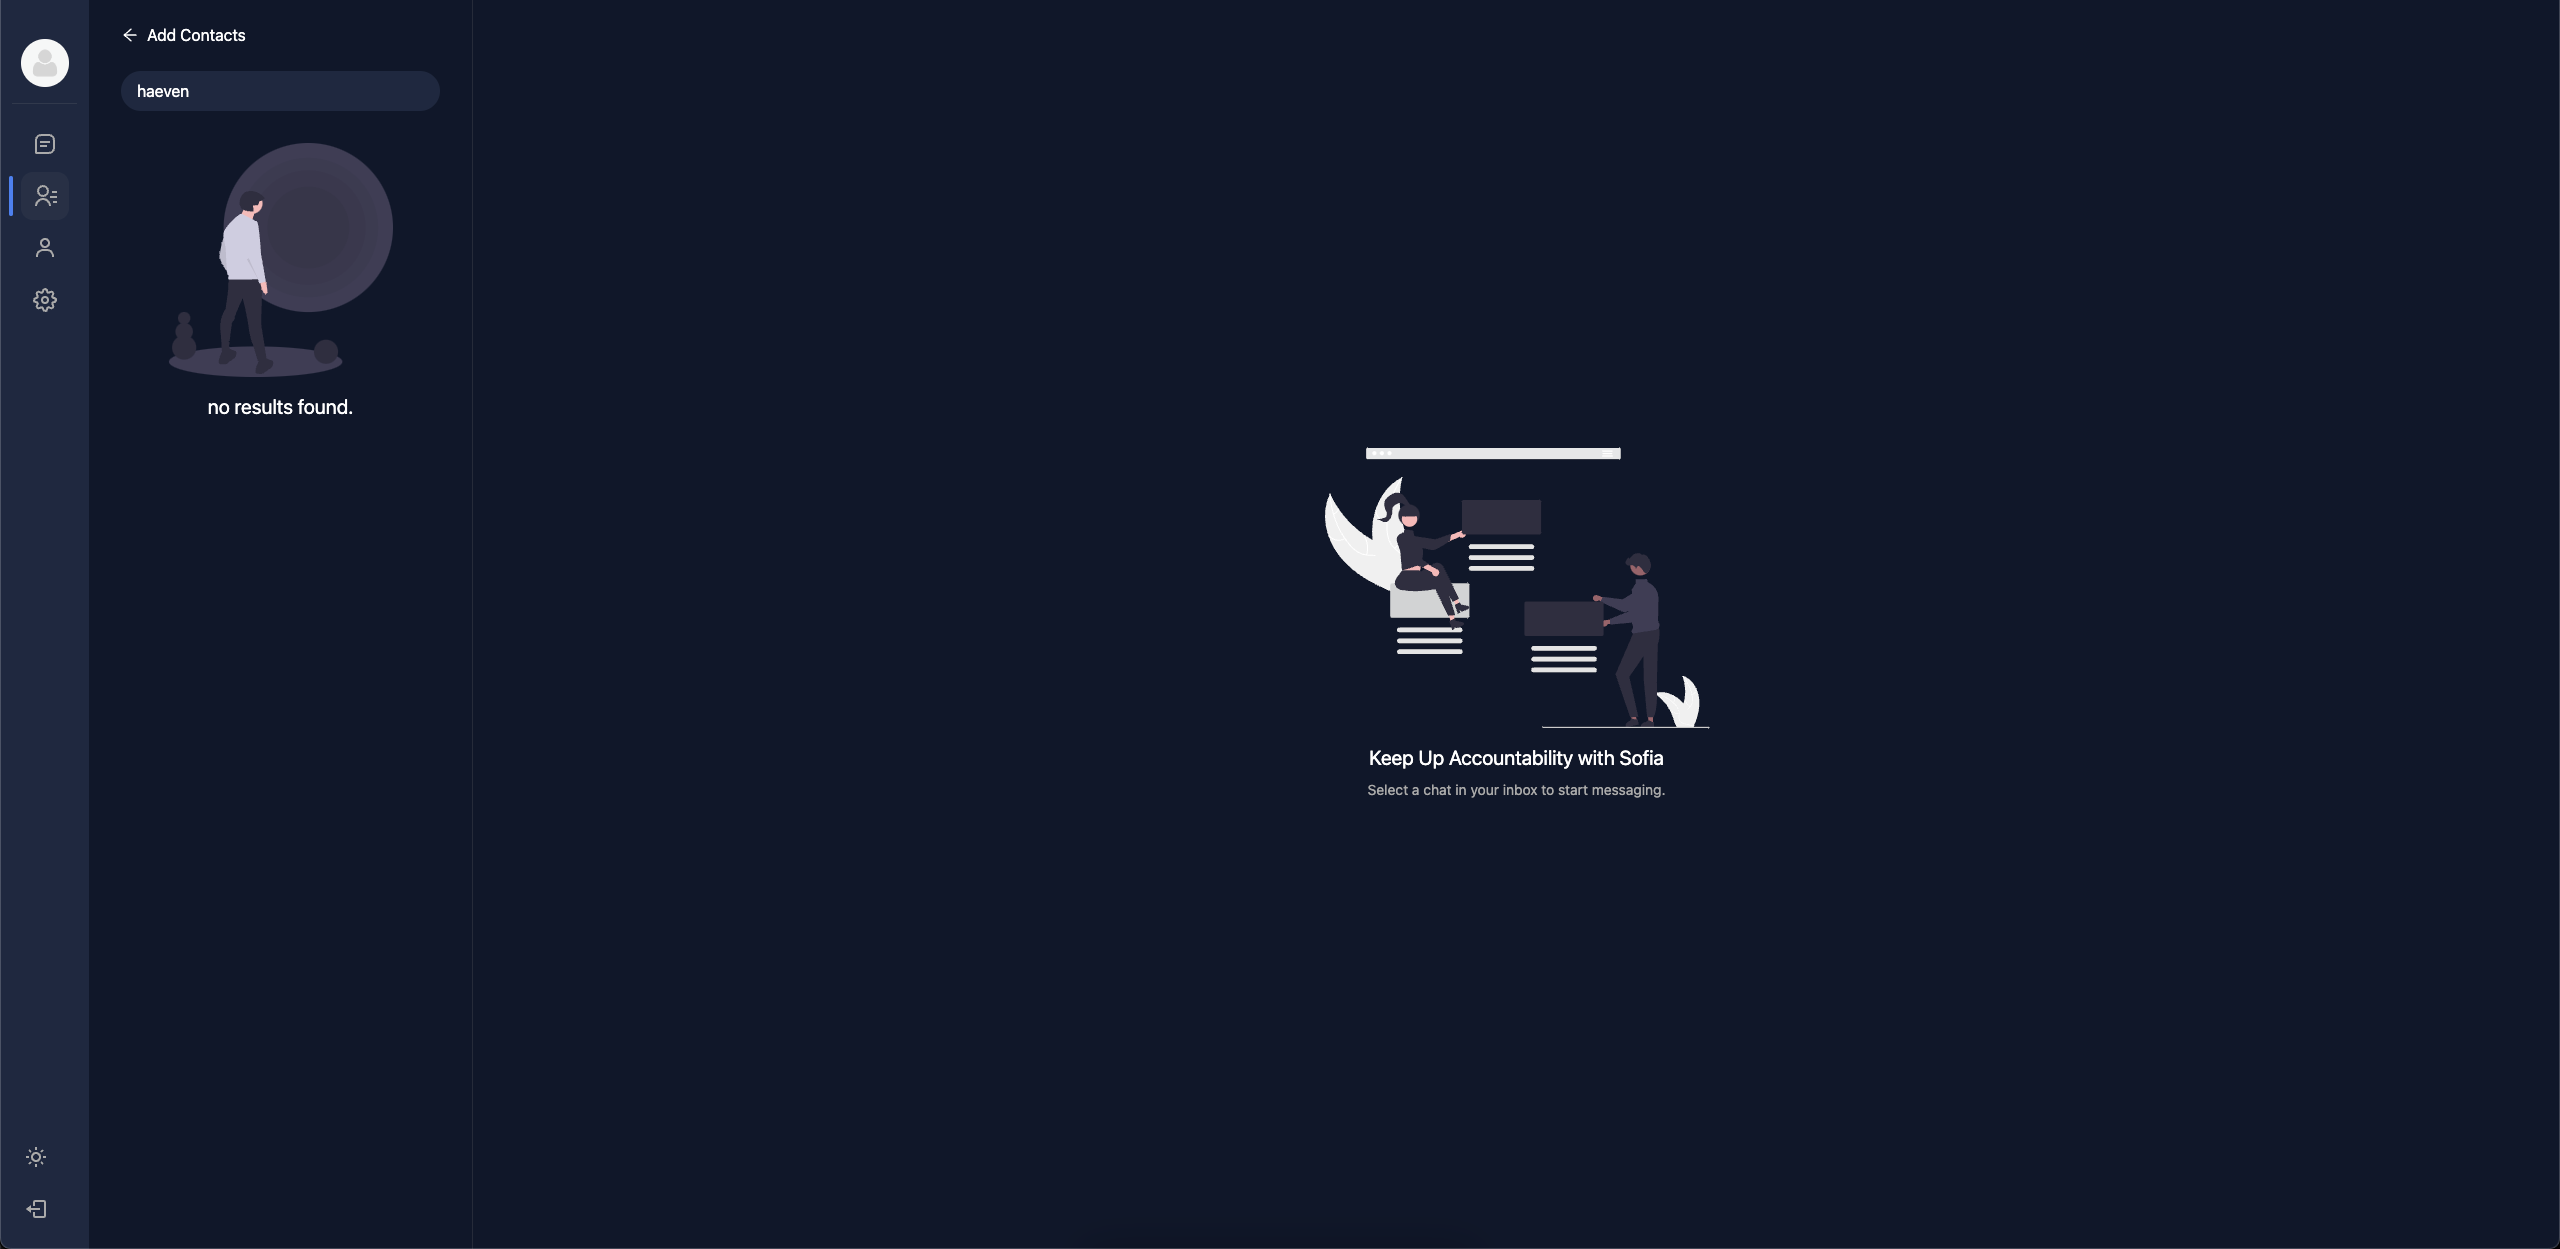 Add Contacts
haeven
no results found.
Keep Up Accountability with Sofia
Select a chat in your inbox to start messaging.